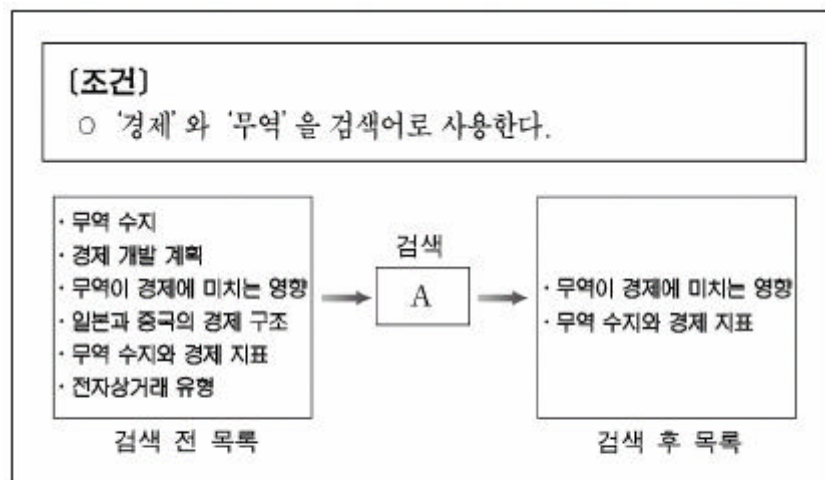 [조건]
○ '경제'와 '무역'을 검색어로 사용한다.
· 무역 수지
· 경제 개발 계획
· 무역이 경제에 미치는 영향
· 일본과 중국의 경제 구조
· 무역 수지와 경제 지표
· 전자상거래 유형
검색 전 목록
검색
A
· 무역이 경제에 미치는 영향
· 무역 수지와 경제 지표
검색 후 목록